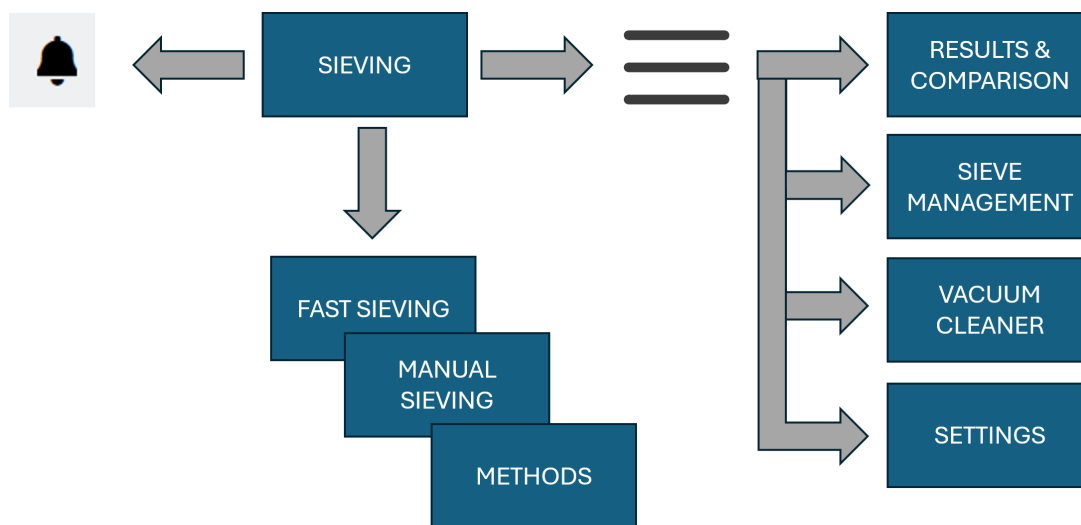 SIEVING
RESULTS &
COMPARISON
SIEVE
MANAGEMENT
FAST SIEVING
VACUUM
CLEANER
MANUAL
SIEVING
SETTINGS
METHODS